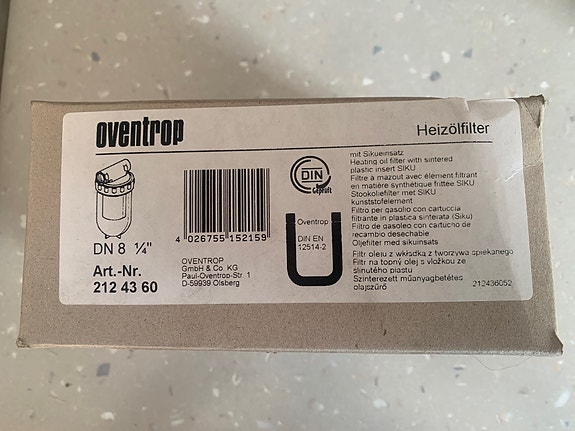 oventrop
Heizölfilter
DN 8 ¼"
Art.-Nr.
212 43 60
4 026755 152159
OVENTROP
GmbH & Co. KG
Paul-Oventrop-Str. 1
D-59939 Olsberg
DIN
Geprüft
Oventrop
DIN EN
12514-2
mit Sikueinsatz
Heating oil filter with sintered
plastic insert SIKU
Filtre à mazout avec élément filtrant
en matière synthétique frittée SIKU
Stookoliefilter met SIKU
kunststofelement
Filtro per gasolio con cartuccia
filtrante in plastica sinterata (Siku)
Filtro de gasoleo con cartucho de
recambio desechable
Oljefilter med sikuinsats
Filtr oleju z wkładką z tworzywa spiekanego
Filtr na topný olej s vložkou ze
slinutého plastu
Szinterezett műanyagbetétes
olajszűrő
212436052